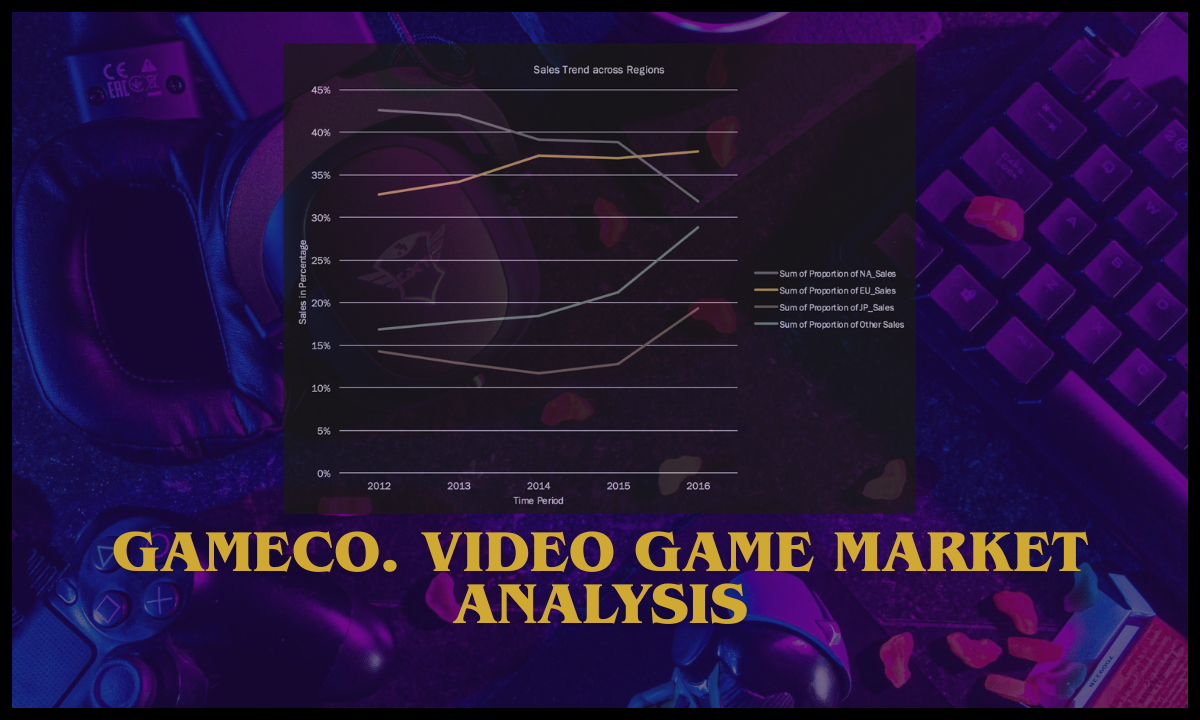 Sales Trend across Regions
45%
40%
35%
30%
25%
20%
15%
10%
5%
0%
Sales in Percentage
2012 2013 2014 2015 2016
Time Period
Sum of Proportion of NA_Sales
Sum of Proportion of EU_Sales
Sum of Proportion of JP_Sales
Sum of Proportion of Other Sales
GAMECO. VIDEO GAME MARKET
ANALYSIS